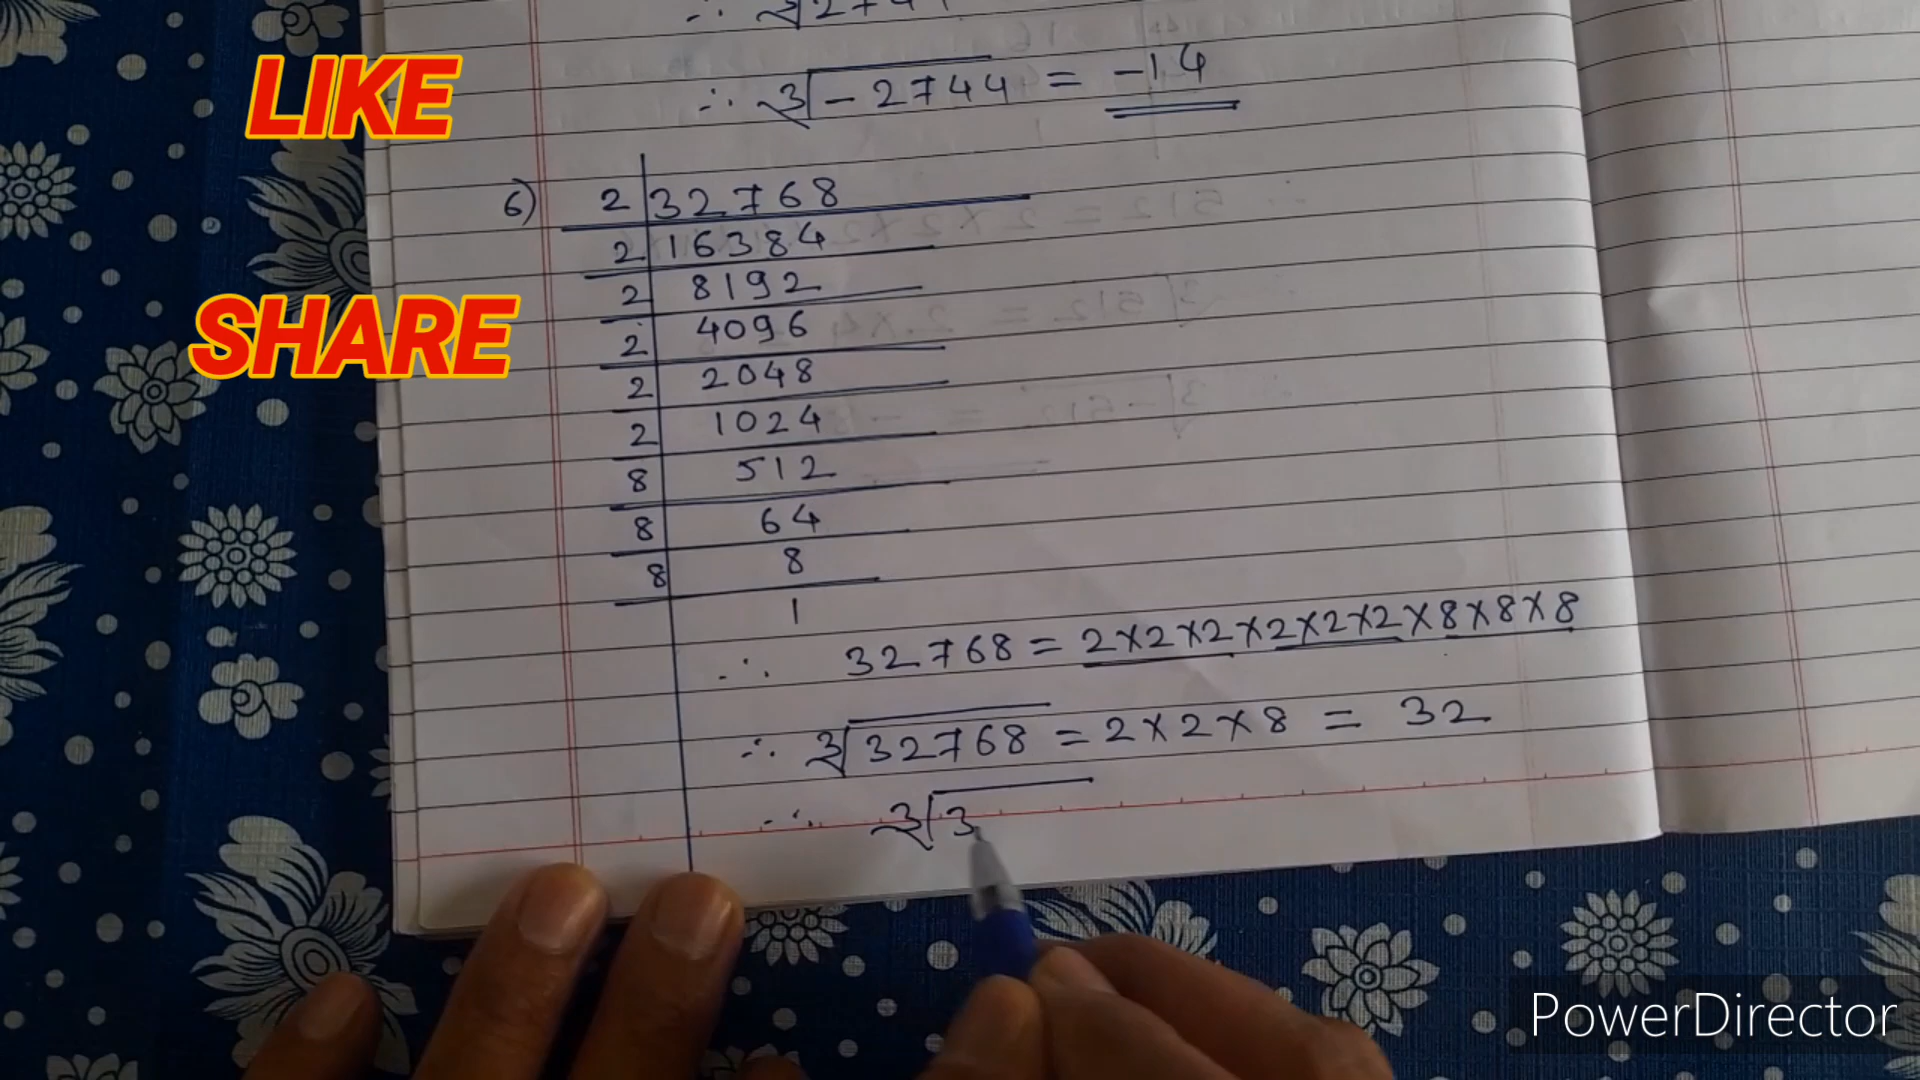 ∴ ∛2744
∴ ∛-2744 = -14
LIKE
SHARE
6) 2 | 32768
2 | 16384
2 | 8192
2 | 4096
2 | 2048
2 | 1024
8 | 512
8 | 64
8 | 8
1
∴ 32768 = 2×2×2×2×2×2×8×8×8
∴ ∛32768 = 2×2×8 = 32
∴ ∛3
PowerDirector